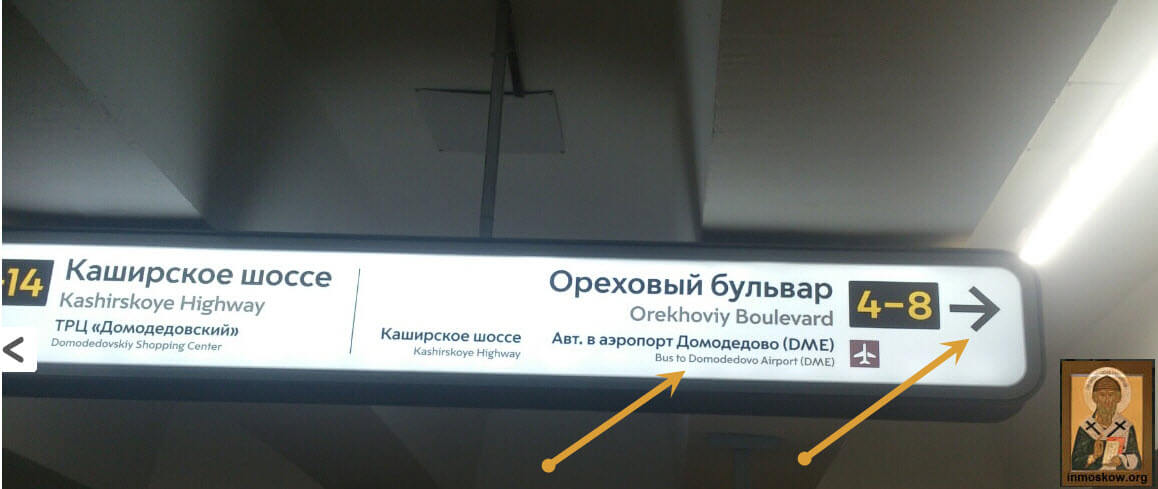 -14
Каширское шоссе
Kashirskoye Highway
ТРЦ «Домодедовский»
Domodedovskiy Shopping Center
Каширское шоссе
Kashirskoye Highway
Ореховый бульвар
Orekhoviy Boulevard
4-8
Авт. в аэропорт Домодедово (DME)
Bus to Domodedovo Airport (DME)
inmoskow.org